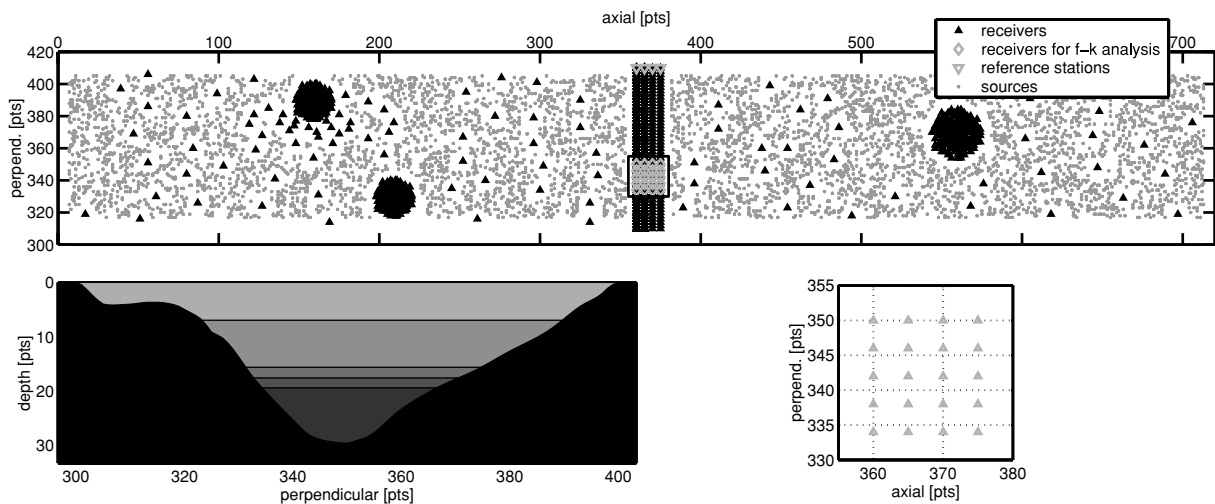 axial [pts]
0 100 200 300 400 500 700
perpend. [pts]
420
400
380
360
340
320
300
receivers
receivers for f−k analysis
reference stations
sources
depth [pts]
0
10
20
30
300 320 340 360 380 400
perpendicular [pts]
perpend. [pts]
355
350
345
340
335
330
360 370 380
axial [pts]